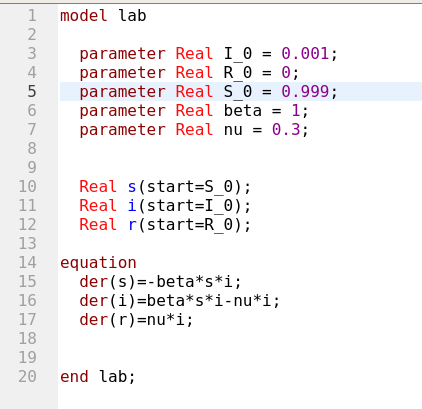 1 model lab
2
3   parameter Real I_0 = 0.001;
4   parameter Real R_0 = 0;
5   parameter Real S_0 = 0.999;
6   parameter Real beta = 1;
7   parameter Real nu = 0.3;
8
9
10   Real s(start=S_0);
11   Real i(start=I_0);
12   Real r(start=R_0);
13
14 equation
15   der(s)=-beta*s*i;
16   der(i)=beta*s*i-nu*i;
17   der(r)=nu*i;
18
19
20 end lab;